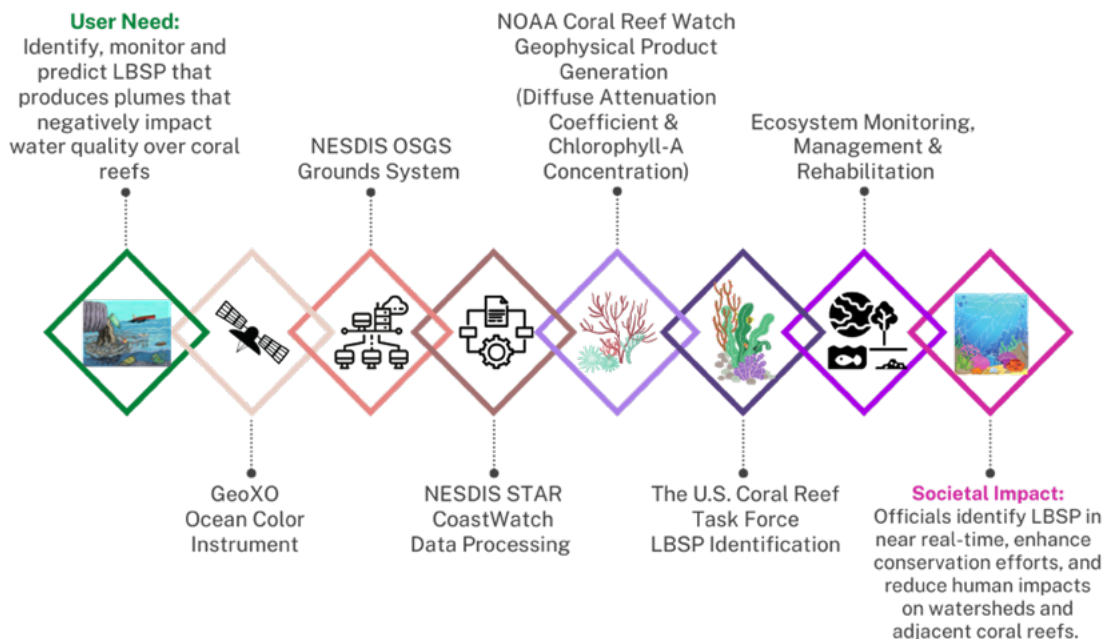 User Need:
Identify, monitor and
predict LBSP that
produces plumes that
negatively impact
water quality over coral
reefs
NESDIS OSGS
Grounds System
NOAA Coral Reef Watch
Geophysical Product
Generation
(Diffuse Attenuation
Coefficient &
Chlorophyll-A
Concentration)
Ecosystem Monitoring,
Management &
Rehabilitation
GeoXO
Ocean Color
Instrument
NESDIS STAR
CoastWatch
Data Processing
The U.S. Coral Reef
Task Force
LBSP Identification
Societal Impact:
Officials identify LBSP in
near real-time, enhance
conservation efforts, and
reduce human impacts
on watersheds and
adjacent coral reefs.